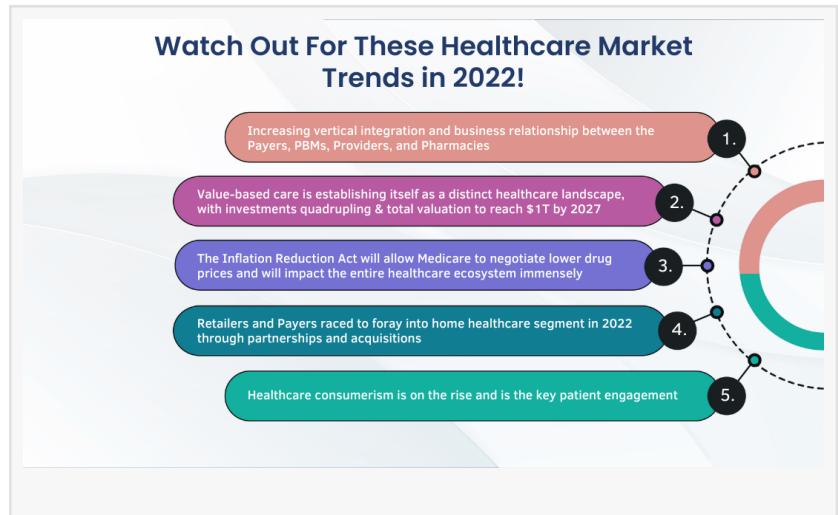 Watch Out For These Healthcare Market
Trends in 2022!
Increasing vertical integration and business relationship between the
Payers, PBMs, Providers, and Pharmacies
1.
Value-based care is establishing itself as a distinct healthcare landscape,
with investments quadrupling & total valuation to reach $1T by 2027
2.
The Inflation Reduction Act will allow Medicare to negotiate lower drug
prices and will impact the entire healthcare ecosystem immensely
3.
Retailers and Payers raced to foray into home healthcare segment in 2022
through partnerships and acquisitions
4.
Healthcare consumerism is on the rise and is the key patient engagement
5.